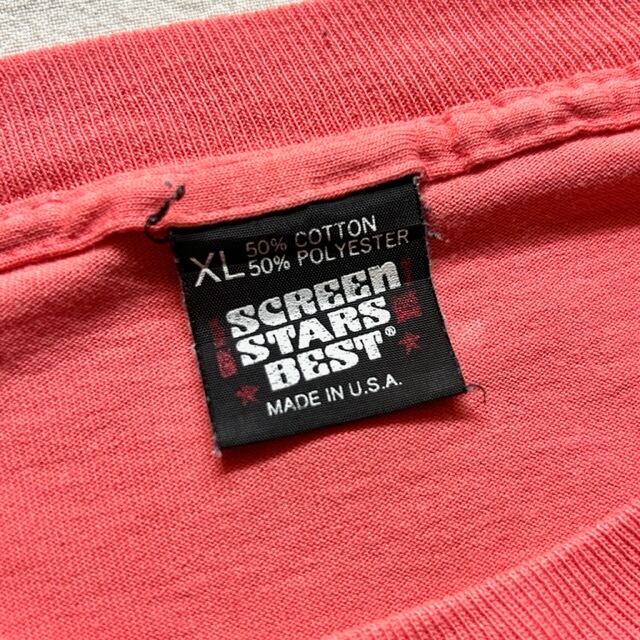 XL 50% COTTON
50% POLYESTER
SCREEN
STARS
BEST®
MADE IN U.S.A.